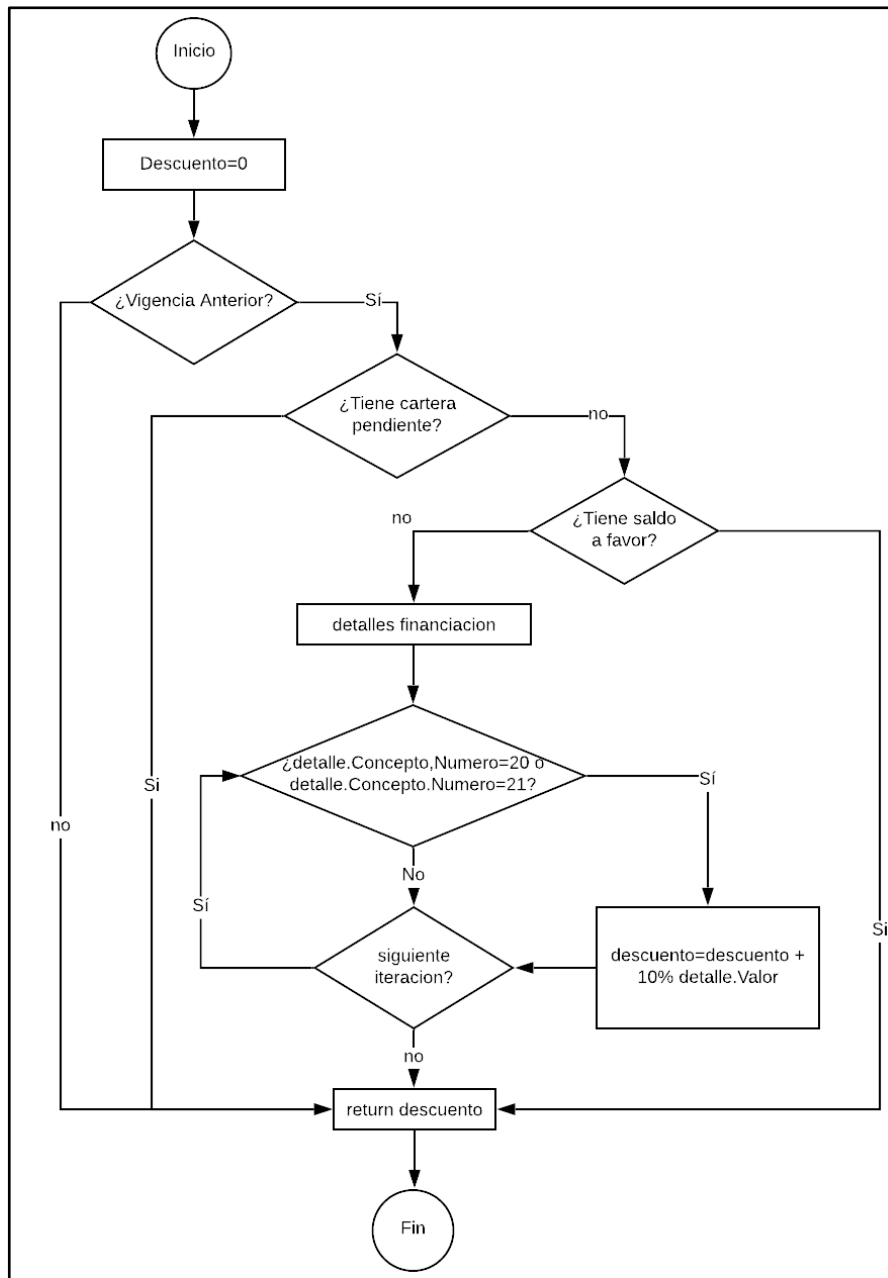 Inicio
Descuento=0
¿Vigencia Anterior?
Sí
¿Tiene cartera
pendiente?
no
¿Tiene saldo
a favor?
no
detalles financiacion
¿detalle.Concepto,Numero=20 o
detalle.Concepto.Numero=21?
Sí
Si
no
No
Sí
siguiente
iteracion?
descuento=descuento +
10% detalle.Valor
Si
no
return descuento
Fin